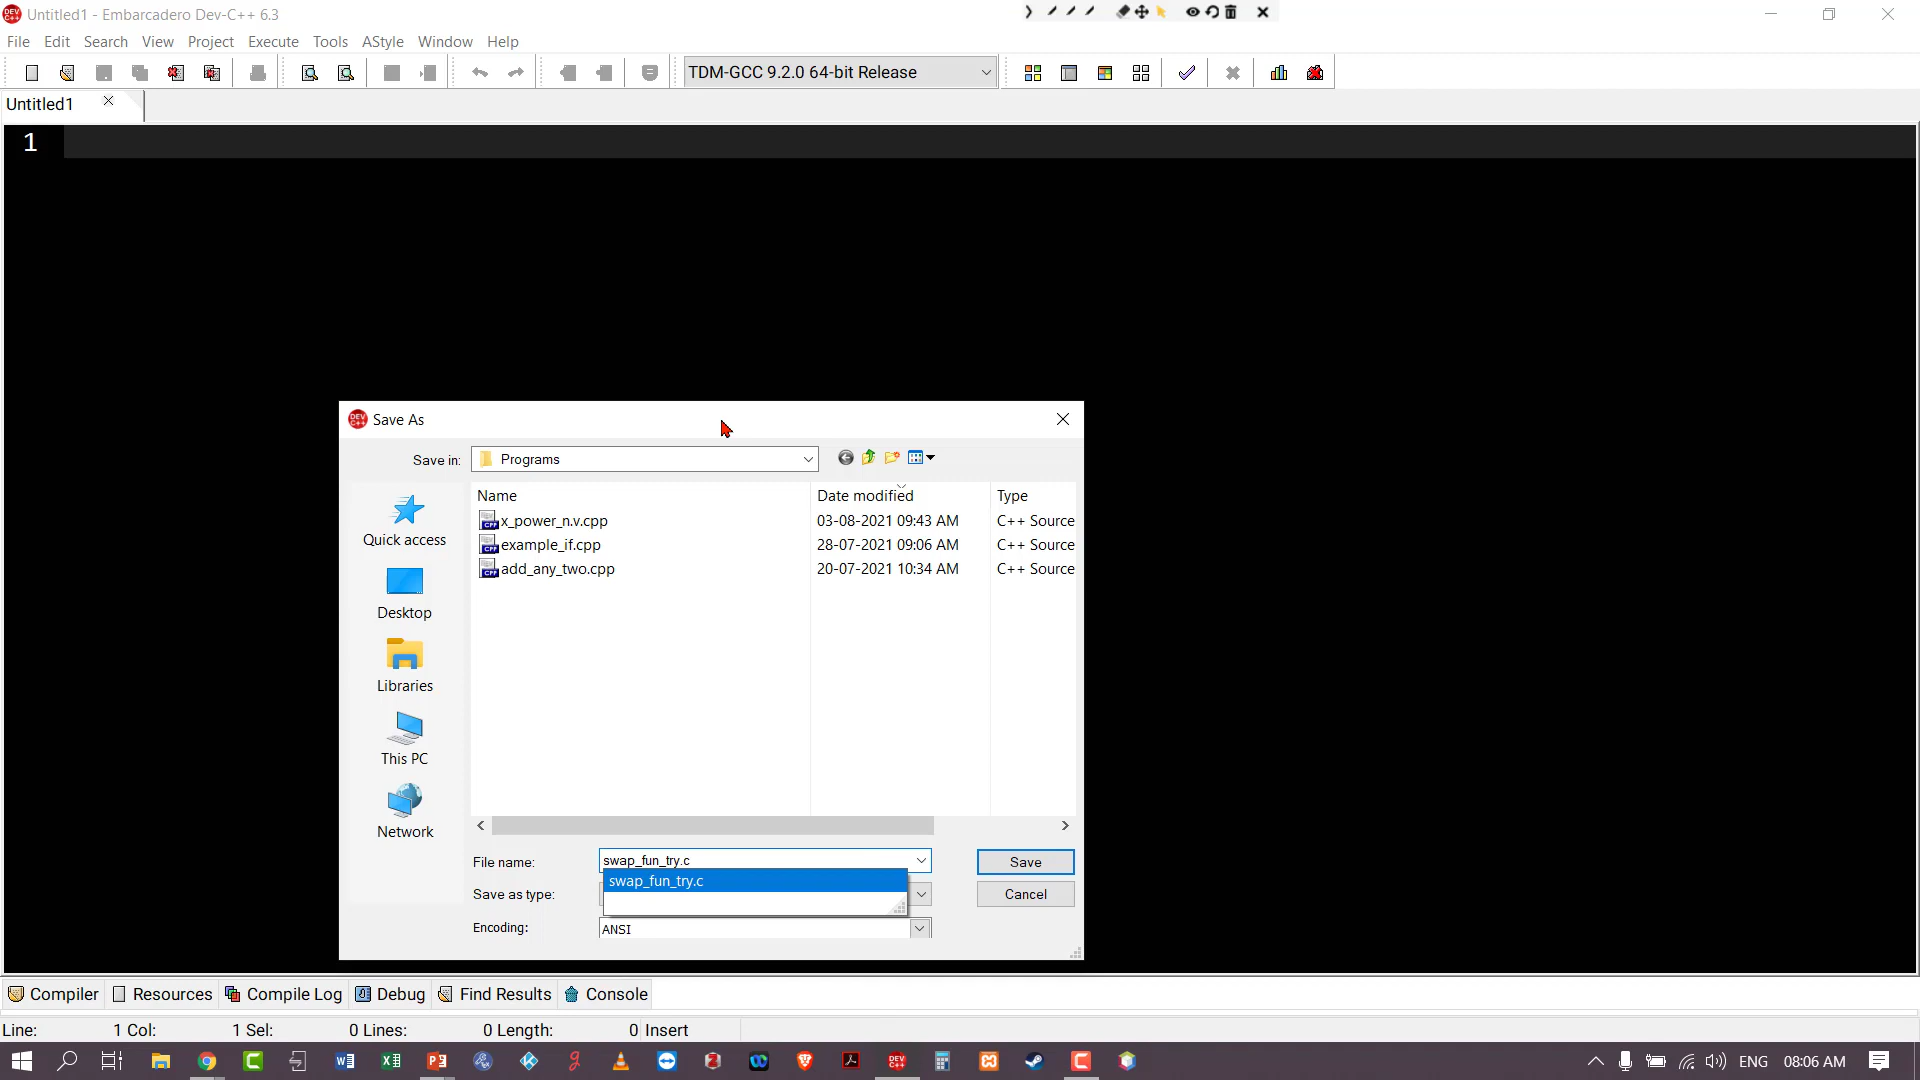 Untitled1 - Embarcadero Dev-C++ 6.3
File Edit Search View Project Execute Tools AStyle Window Help
TDM-GCC 9.2.0 64-bit Release
Untitled1
1
Save As
Save in: Programs
Name Date modified Type
x_power_n.v.cpp 03-08-2021 09:43 AM C++ Source
example_if.cpp 28-07-2021 09:06 AM C++ Source
add_any_two.cpp 20-07-2021 10:34 AM C++ Source
Quick access
Desktop
Libraries
This PC
Network
File name: swap_fun_try.c Save
swap_fun_try.c
Save as type: Cancel
Encoding: ANSI
Compiler Resources Compile Log Debug Find Results Console
Line: 1 Col: 1 Sel: 0 Lines: 0 Length: 0 Insert
ENG 08:06 AM